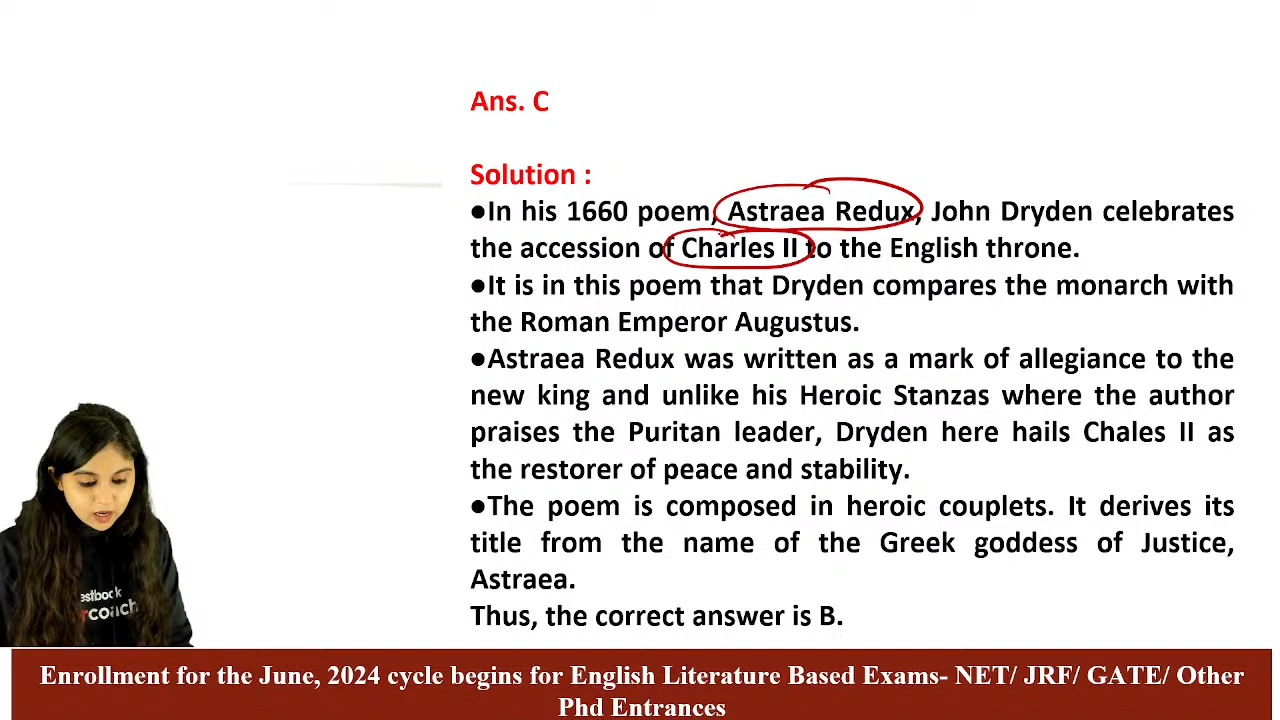 Ans. C
Solution :
●In his 1660 poem, Astraea Redux, John Dryden celebrates
the accession of Charles II to the English throne.
●It is in this poem that Dryden compares the monarch with
the Roman Emperor Augustus.
●Astraea Redux was written as a mark of allegiance to the
new king and unlike his Heroic Stanzas where the author
praises the Puritan leader, Dryden here hails Chales II as
the restorer of peace and stability.
●The poem is composed in heroic couplets. It derives its
title from the name of the Greek goddess of Justice,
Astraea.
Thus, the correct answer is B.
estbook
rcoach
Enrollment for the June, 2024 cycle begins for English Literature Based Exams- NET/ JRF/ GATE/ Other
Phd Entrances